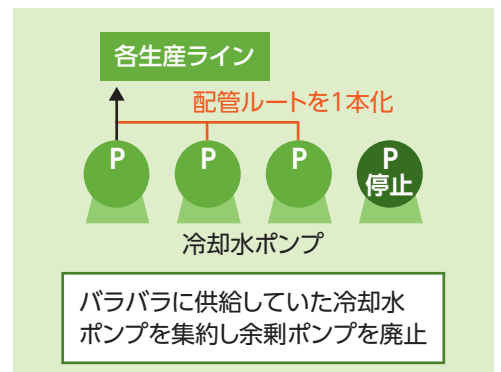 各生産ライン
配管ルートを1本化
P
P
P
P
停止
冷却水ポンプ
バラバラに供給していた冷却水
ポンプを集約し余剰ポンプを廃止